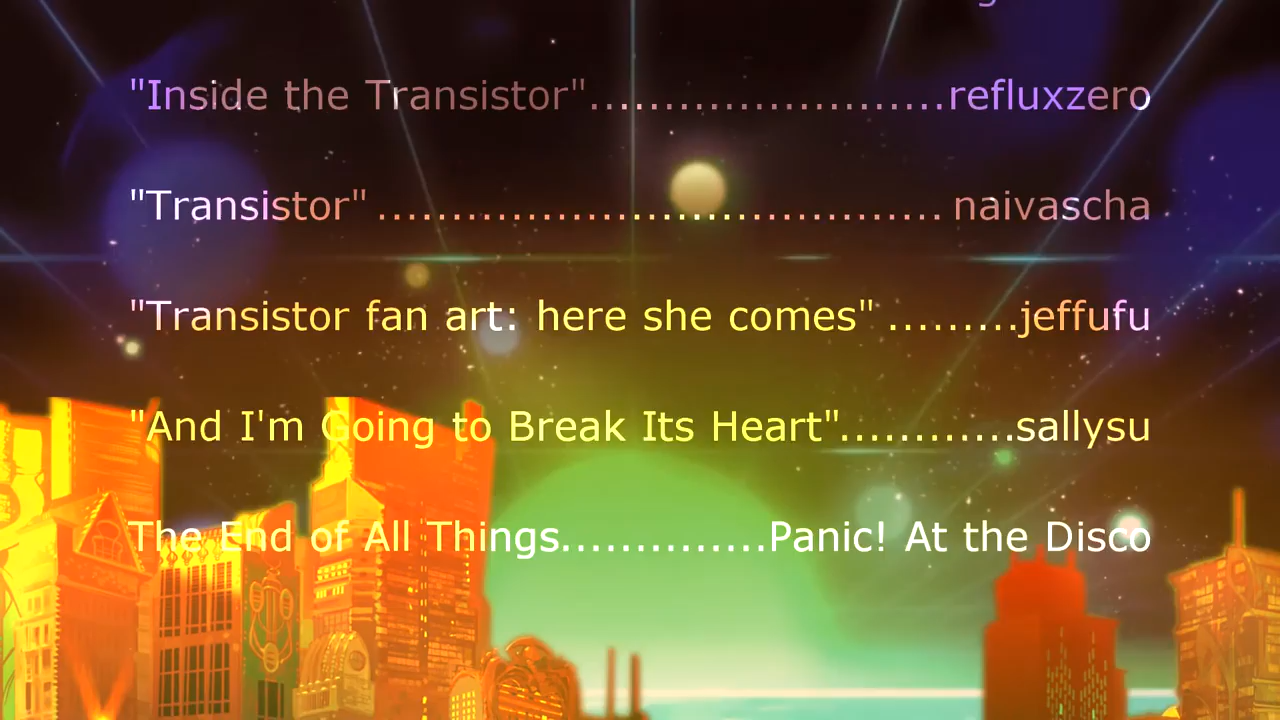 "Inside the Transistor"........................refluxzero
"Transistor" ...................................... naivascha
"Transistor fan art: here she comes" .........jeffufu
"And I'm Going to Break Its Heart"............sallysu
The End of All Things..............Panic! At the Disco